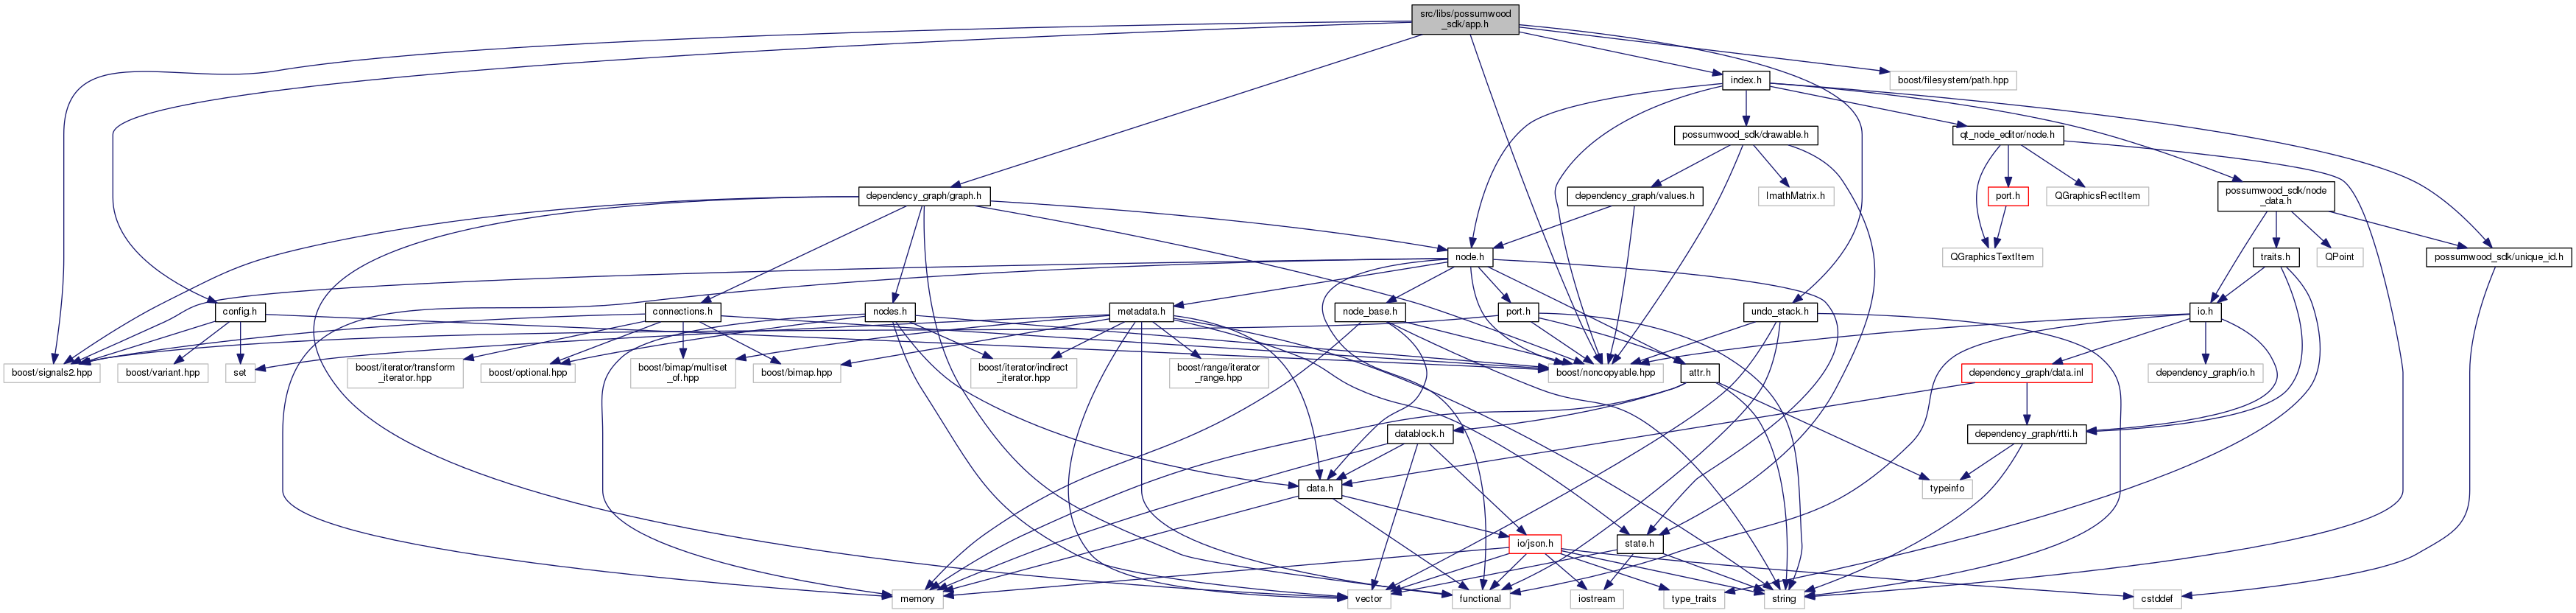 src/libs/possumwood
_sdk/app.h
index.h
boost/filesystem/path.hpp
possumwood_sdk/drawable.h
qt_node_editor/node.h
dependency_graph/graph.h
dependency_graph/values.h
ImathMatrix.h
port.h
QGraphicsRectItem
possumwood_sdk/node
_data.h
node.h
QGraphicsTextItem
traits.h
QPoint
possumwood_sdk/unique_id.h
config.h
connections.h
nodes.h
metadata.h
node_base.h
port.h
undo_stack.h
io.h
boost/signals2.hpp
boost/variant.hpp
set
boost/iterator/transform
_iterator.hpp
boost/optional.hpp
boost/bimap/multiset
_of.hpp
boost/bimap.hpp
boost/iterator/indirect
_iterator.hpp
boost/range/iterator
_range.hpp
boost/noncopyable.hpp
attr.h
dependency_graph/data.inl
dependency_graph/io.h
datablock.h
dependency_graph/rtti.h
data.h
typeinfo
io/json.h
state.h
memory
vector
functional
iostream
type_traits
string
cstddef